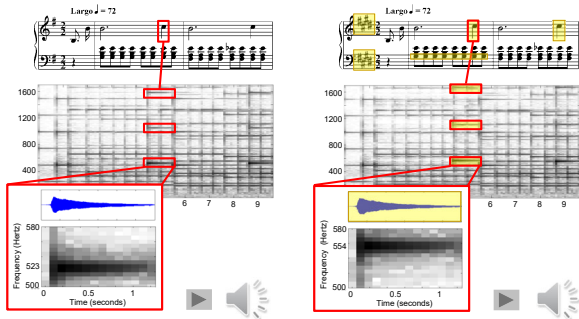 Largo ♩ = 72
Largo ♩ = 72
1600
1200
800
400
6 7 8 9
1600
1200
800
400
6 7 8 9
580
523
500
Frequency (Hertz)
0 0.5 1
Time (seconds)
580
554
500
Frequency (Hertz)
0 0.5 1
Time (seconds)